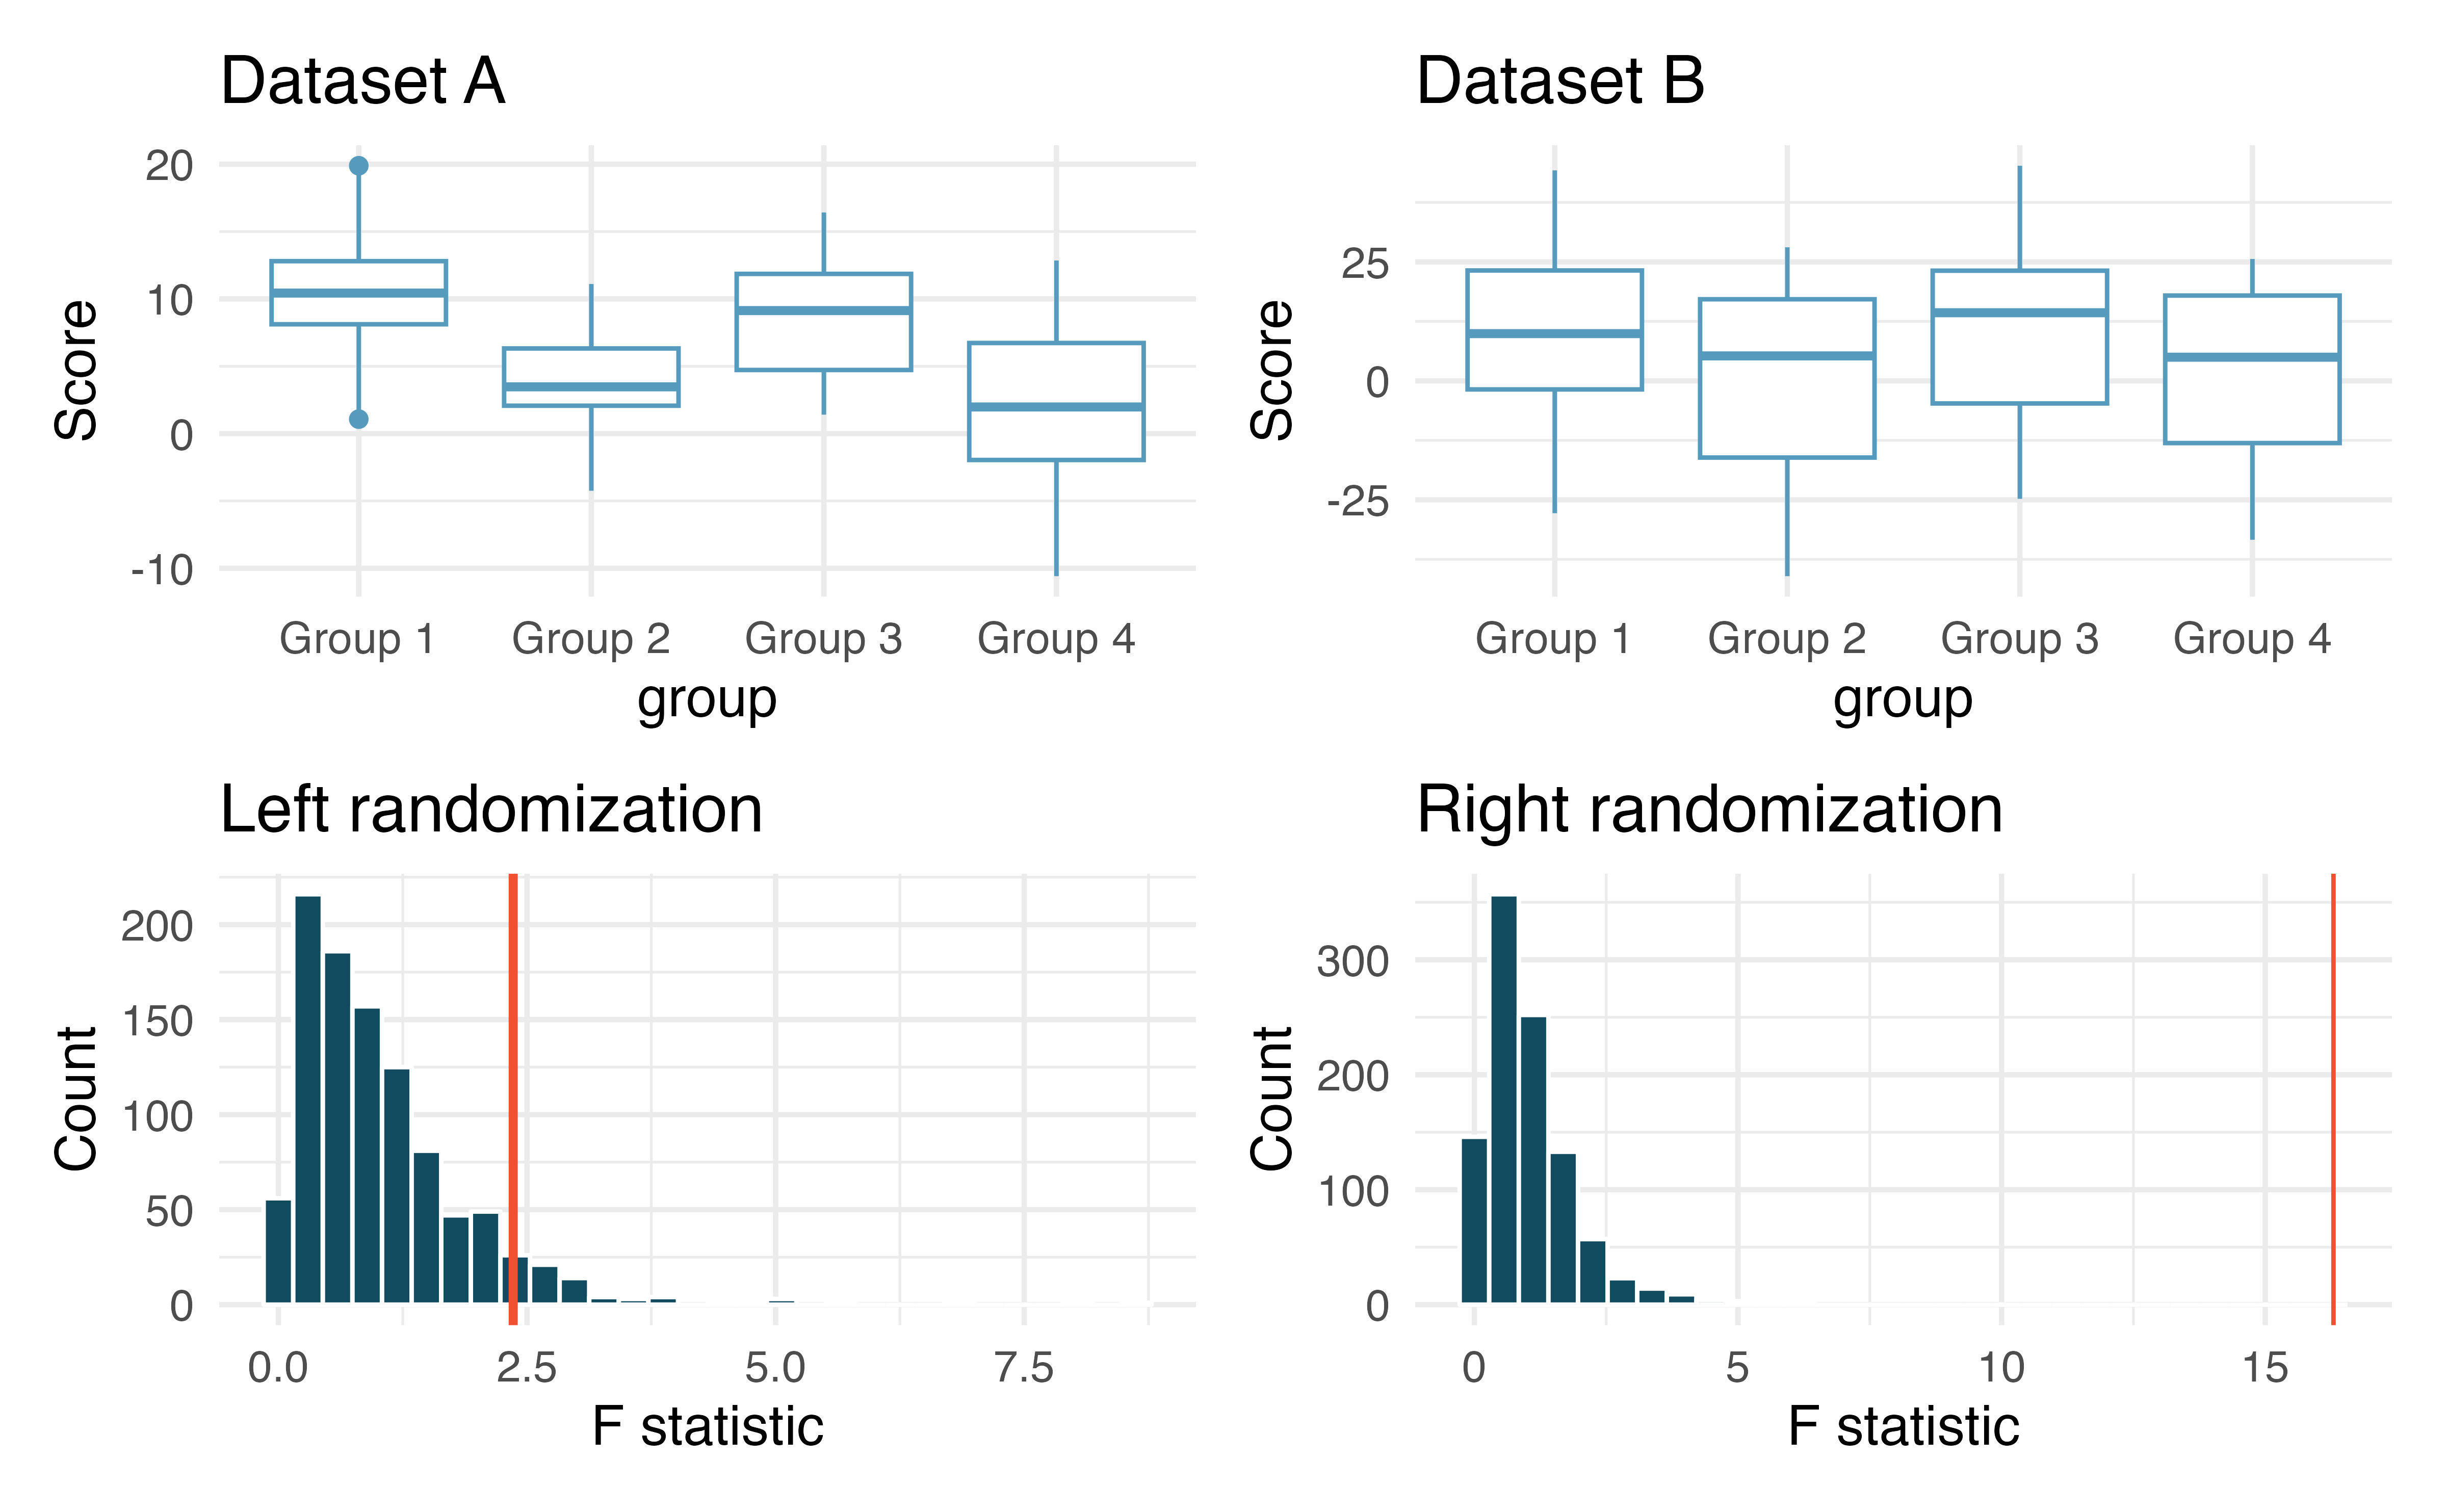 Dataset A
Score
20
10
0
-10
Group 1 Group 2 Group 3 Group 4
group
Dataset B
Score
25
0
-25
Group 1 Group 2 Group 3 Group 4
group
Left randomization
Count
200
150
100
50
0
0.0 2.5 5.0 7.5
F statistic
Right randomization
Count
300
200
100
0
0 5 10 15
F statistic